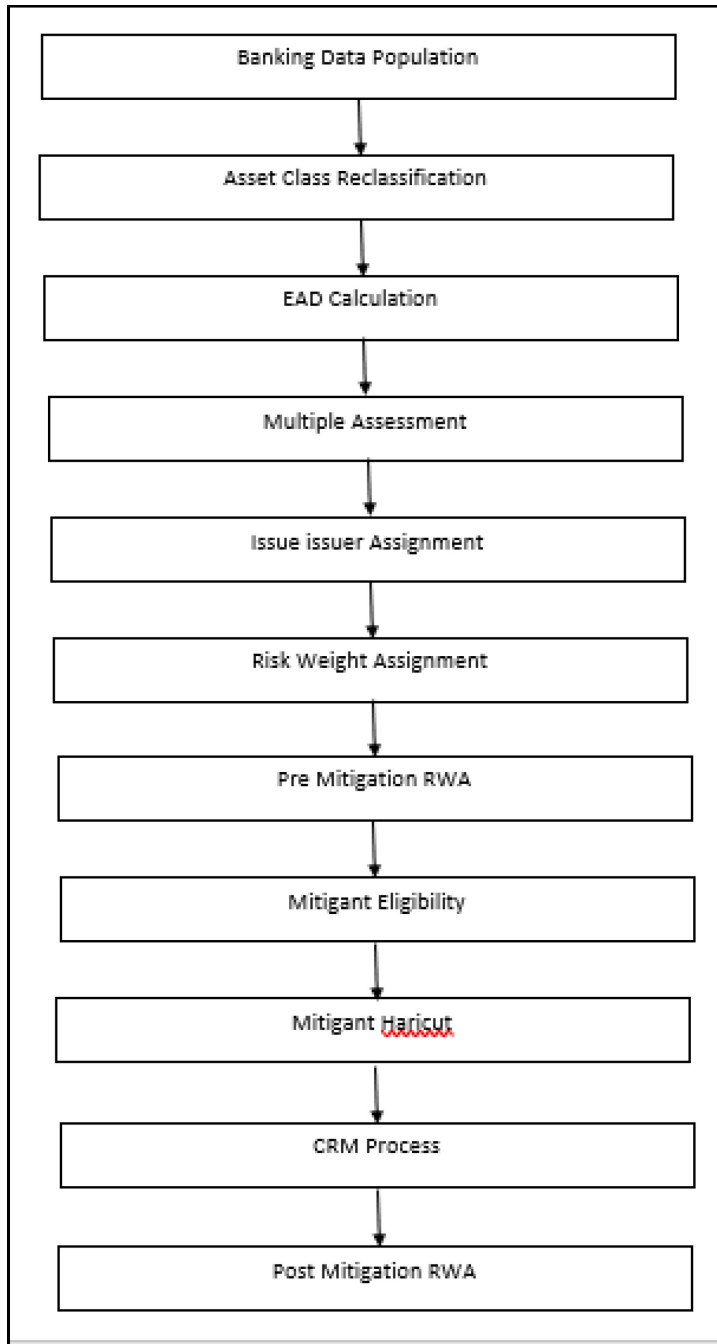 Banking Data Population
Asset Class Reclassification
EAD Calculation
Multiple Assessment
Issue issuer Assignment
Risk Weight Assignment
Pre Mitigation RWA
Mitigant Eligibility
Mitigant Haricut
CRM Process
Post Mitigation RWA